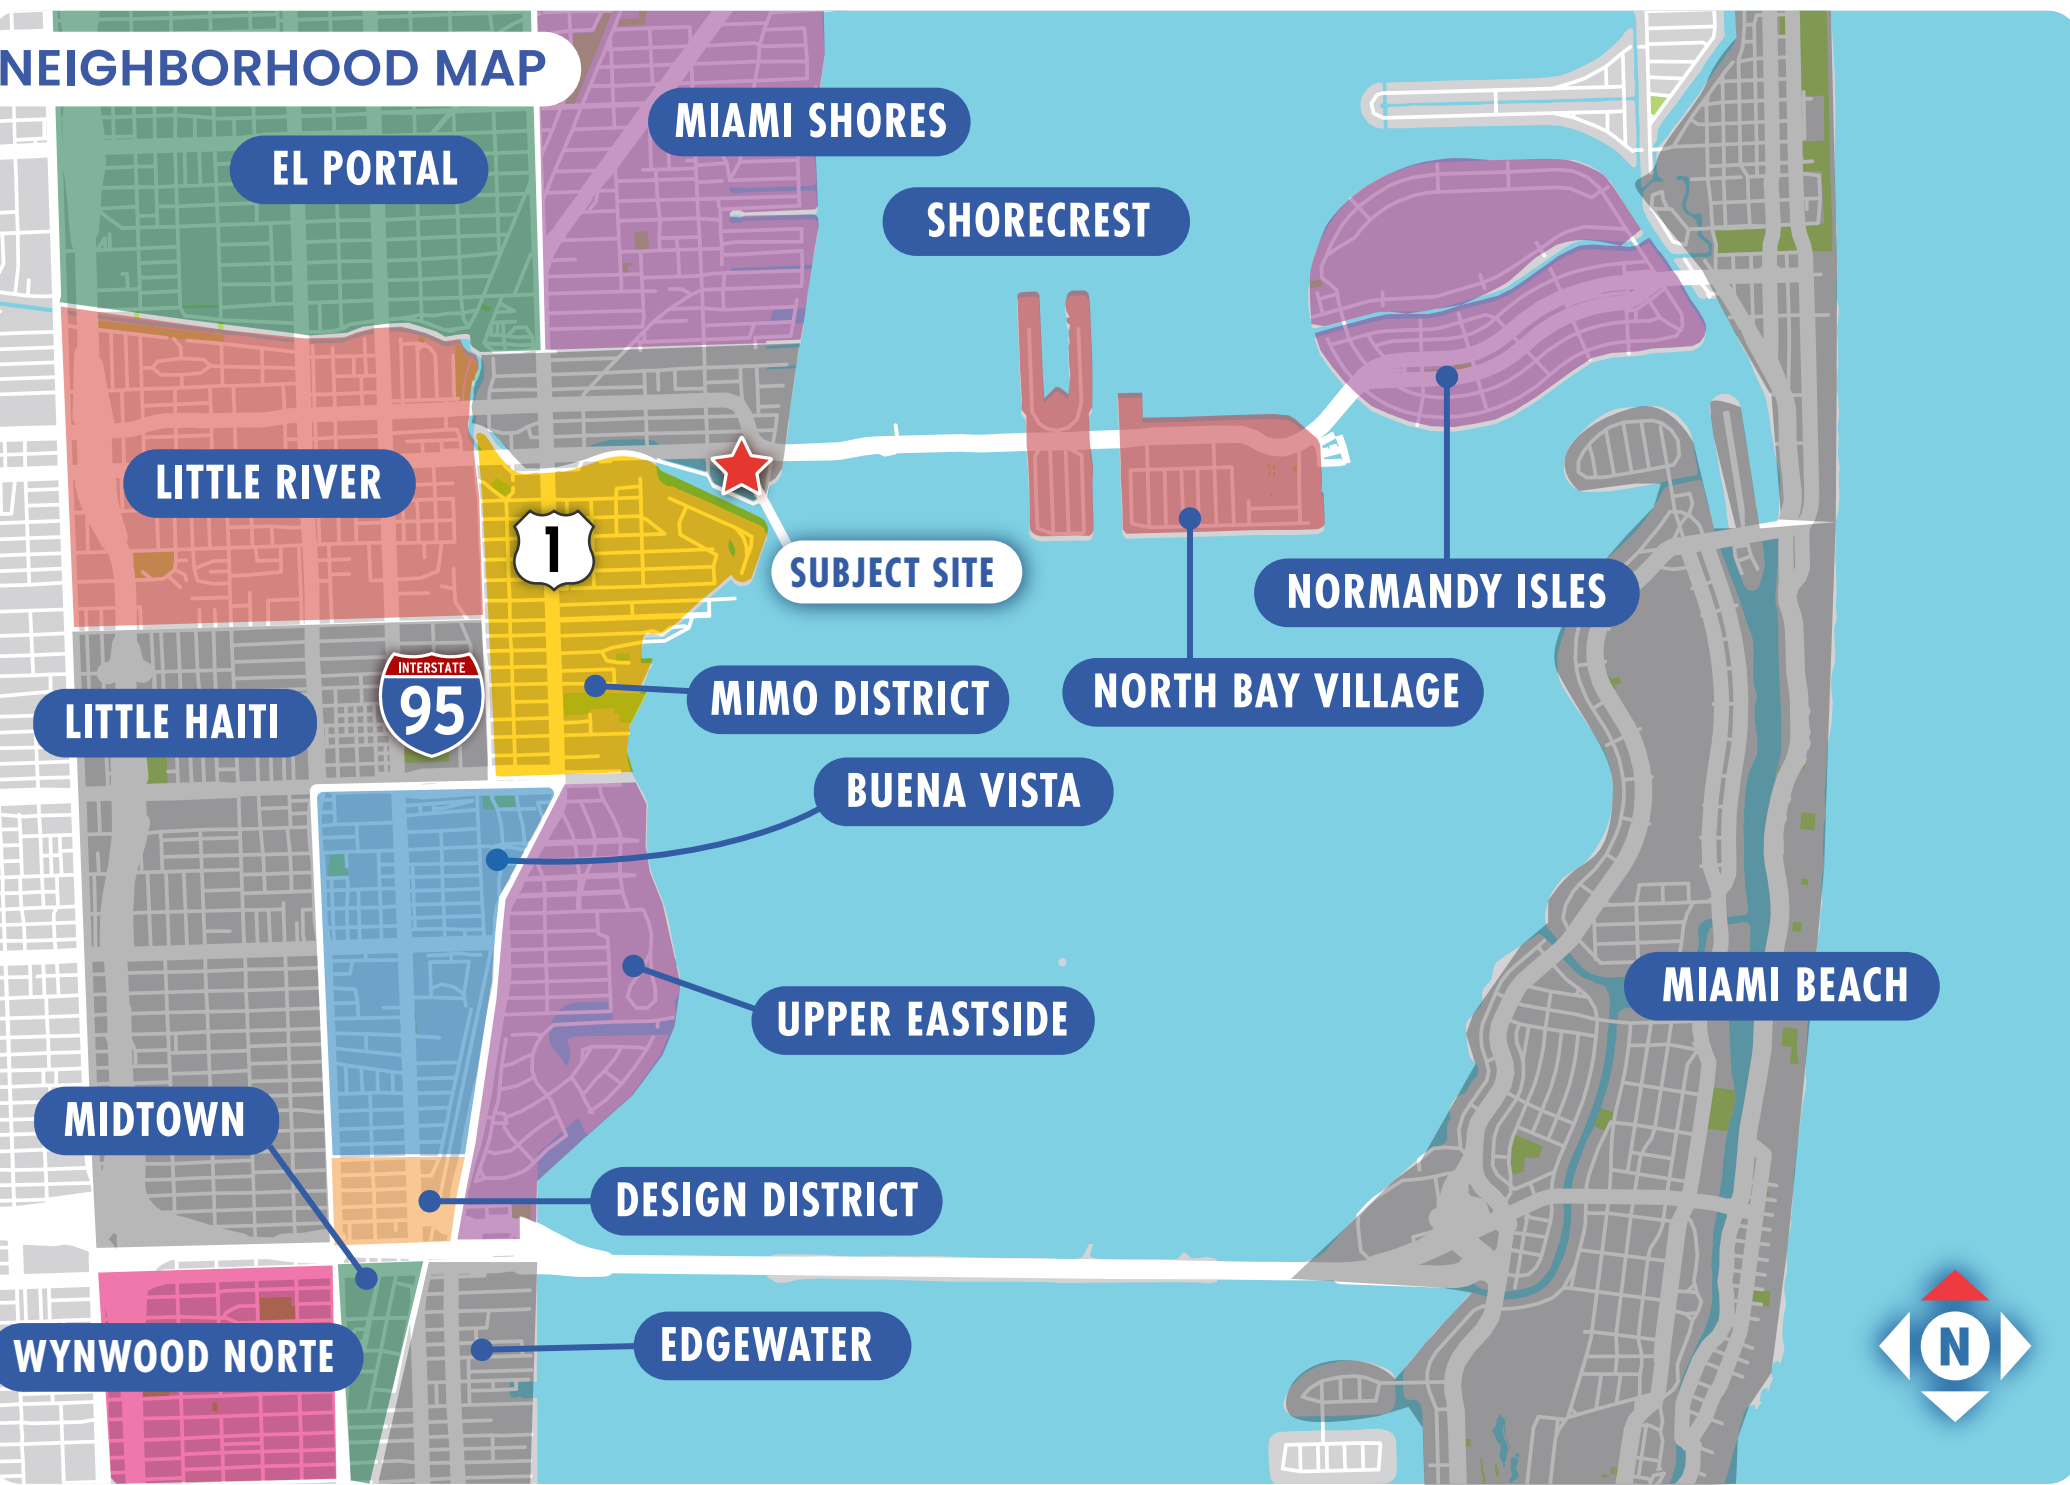 NEIGHBORHOOD MAP
MIAMI SHORES
EL PORTAL
SHORECREST
LITTLE RIVER
1
SUBJECT SITE
NORMANDY ISLES
INTERSTATE
95
MIMO DISTRICT
NORTH BAY VILLAGE
LITTLE HAITI
BUENA VISTA
MIAMI BEACH
UPPER EASTSIDE
MIDTOWN
DESIGN DISTRICT
WYNWOOD NORTE
EDGEWATER
N